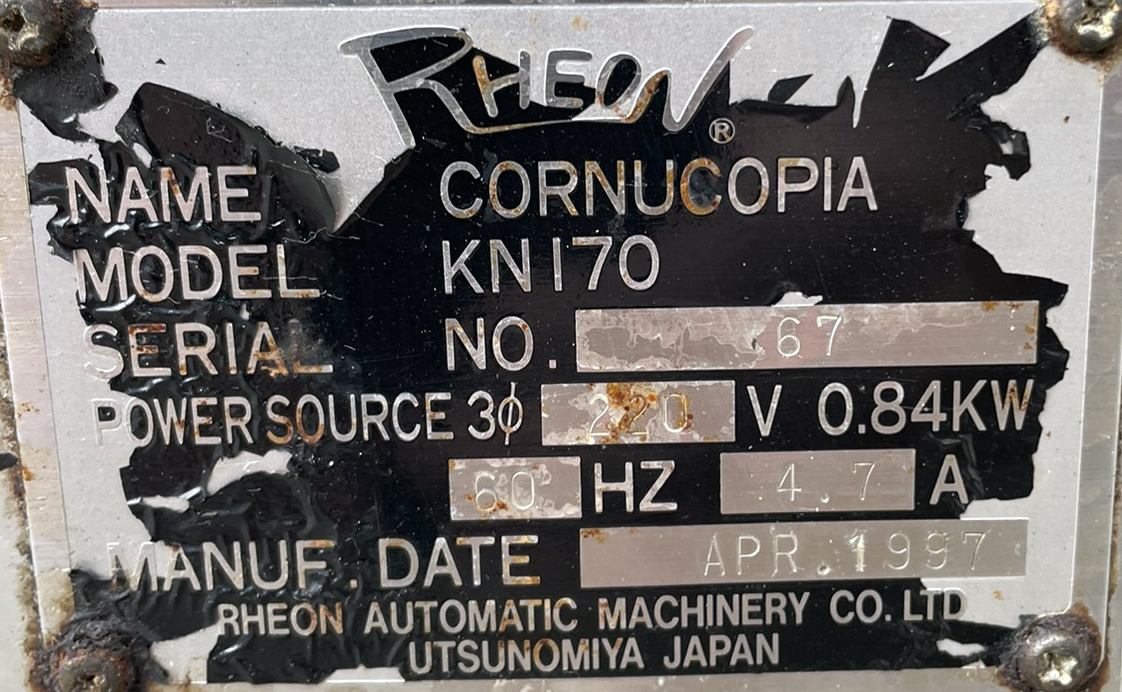 RHEON ®
NAME CORNUCOPIA
MODEL KN170
SERIAL NO. 67
POWER SOURCE 3ϕ 220 V 0.84KW
60 HZ 4.7 A
MANUF. DATE APR.1997
RHEON AUTOMATIC MACHINERY CO. LTD
UTSUNOMIYA JAPAN